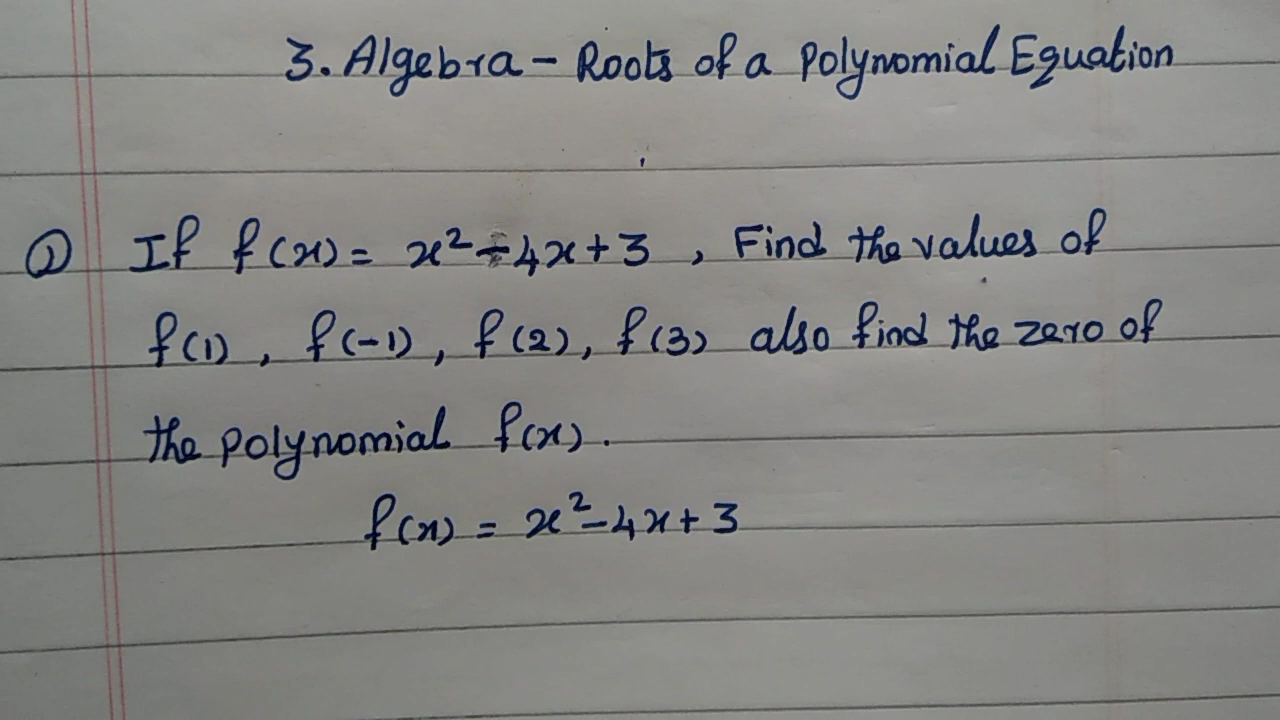 3. Algebra - Roots of a Polynomial Equation
① If f(x) = x² - 4x + 3 , Find the values of
f(1) , f(-1) , f(2) , f(3) also find the zero of
the polynomial f(x).
f(x) = x² - 4x + 3